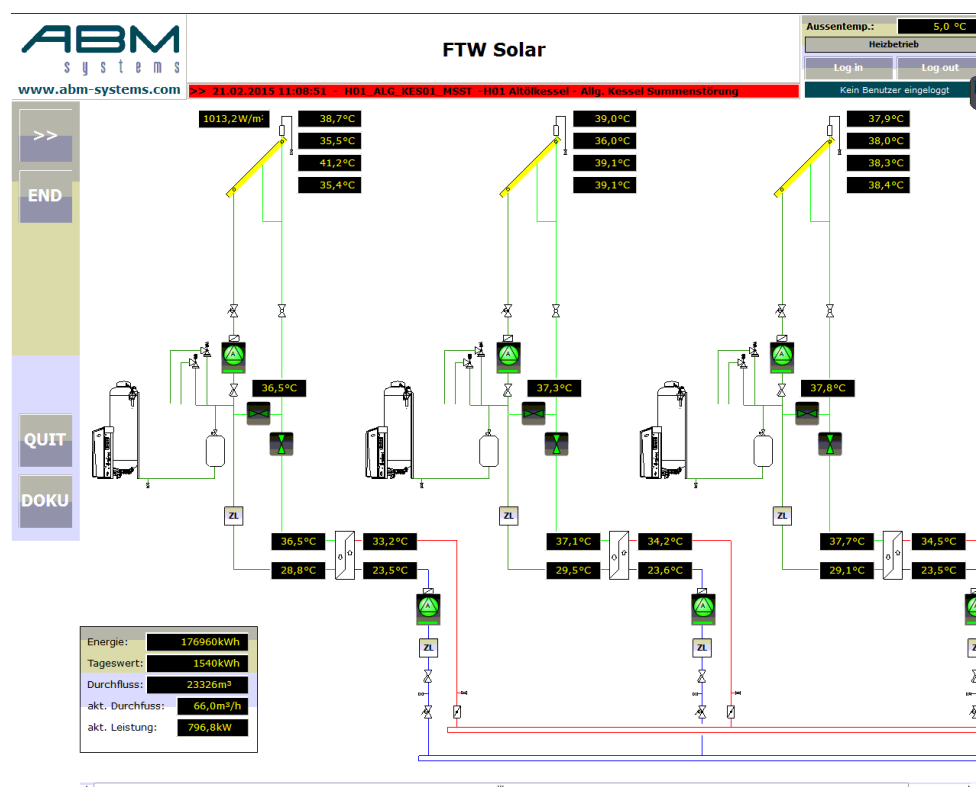 ABM
systems
www.abm-systems.com
FTW Solar
Aussentemp.: 5,0 °C
Heizbetrieb
Log in Log out
Kein Benutzer eingeloggt
>> 21.02.2015 11:08:51 - H01_ALG_KES01_MSST -H01 Altölkessel - Allg. Kessel Summenstörung
>>
END
QUIT
DOKU
1013,2W/m² 38,7°C 39,0°C 37,9°C
35,5°C 36,0°C 38,0°C
41,2°C 39,1°C 38,3°C
35,4°C 39,1°C 38,4°C
A A A
36,5°C 37,3°C 37,8°C
ZL ZL ZL
36,5°C 33,2°C 37,1°C 34,2°C 37,7°C 34,5°C
28,8°C 23,5°C 29,5°C 23,6°C 29,1°C 23,5°C
A A A
ZL ZL
Energie: 176960kWh
Tageswert: 1540kWh
Durchfluss: 23326m³
akt. Durchfuss: 66,0m³/h
akt. Leistung: 796,8kW